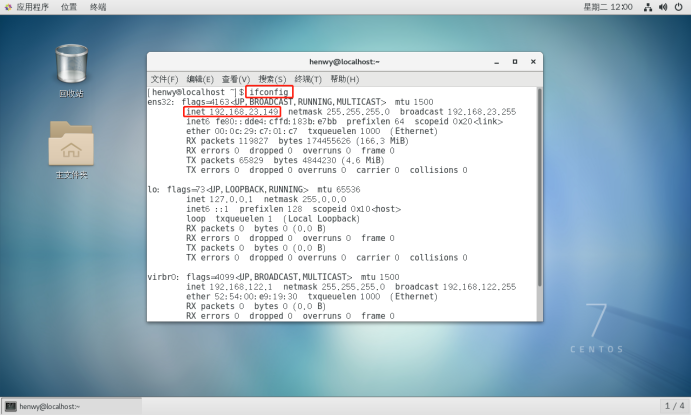 应用程序 位置 终端 星期二 12:00
回收站
主文件夹
henwy@localhost:~
文件(F) 编辑(E) 查看(V) 搜索(S) 终端(T) 帮助(H)
[henwy@localhost ~]$ ifconfig
ens32: flags=4163<UP,BROADCAST,RUNNING,MULTICAST> mtu 1500
inet 192.168.23.149 netmask 255.255.255.0 broadcast 192.168.23.255
inet6 fe80::dde4:cffd:183b:e7bb prefixlen 64 scopeid 0x20<link>
ether 00:0c:29:c7:01:c7 txqueuelen 1000 (Ethernet)
RX packets 119827 bytes 174455626 (166.3 MiB)
RX errors 0 dropped 0 overruns 0 frame 0
TX packets 65829 bytes 4844230 (4.6 MiB)
TX errors 0 dropped 0 overruns 0 carrier 0 collisions 0
lo: flags=73<UP,LOOPBACK,RUNNING> mtu 65536
inet 127.0.0.1 netmask 255.0.0.0
inet6 ::1 prefixlen 128 scopeid 0x10<host>
loop txqueuelen 1 (Local Loopback)
RX packets 0 bytes 0 (0.0 B)
RX errors 0 dropped 0 overruns 0 frame 0
TX packets 0 bytes 0 (0.0 B)
TX errors 0 dropped 0 overruns 0 carrier 0 collisions 0
virbr0: flags=4099<UP,BROADCAST,MULTICAST> mtu 1500
inet 192.168.122.1 netmask 255.255.255.0 broadcast 192.168.122.255
ether 52:54:00:e9:19:30 txqueuelen 1000 (Ethernet)
RX packets 0 bytes 0 (0.0 B)
RX errors 0 dropped 0 overruns 0 frame 0
7
CENTOS
henwy@localhost:~ 1 / 4